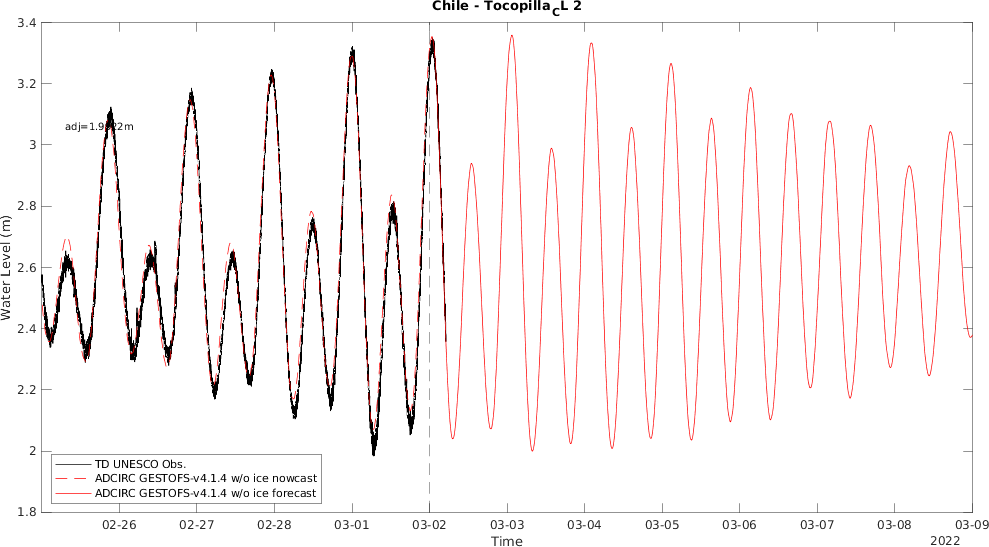 Chile - Tocopilla_CL 2
3.4
3.2
3
2.8
2.6
2.4
2.2
2
1.8
Water Level (m)
TD UNESCO Obs.
ADCIRC GESTOFS-v4.1.4 w/o ice nowcast
ADCIRC GESTOFS-v4.1.4 w/o ice forecast
02-26 02-27 02-28 03-01 03-02 03-03 03-04 03-05 03-06 03-07 03-08 03-09
Time
2022